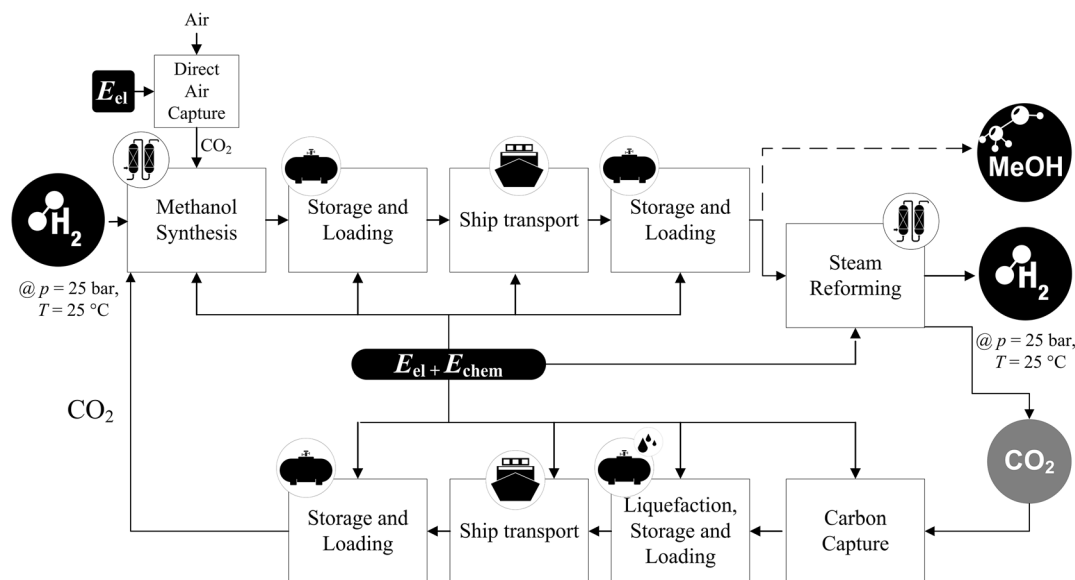 Air
Direct
Air
Capture
E_el
CO₂
H₂
@ p = 25 bar,
T = 25 °C
Methanol
Synthesis
Storage and
Loading
Ship transport
Storage and
Loading
MeOH
Steam
Reforming
H₂
@ p = 25 bar,
T = 25 °C
E_el + E_chem
CO₂
CO₂
Storage and
Loading
Ship transport
Liquefaction,
Storage and
Loading
Carbon
Capture